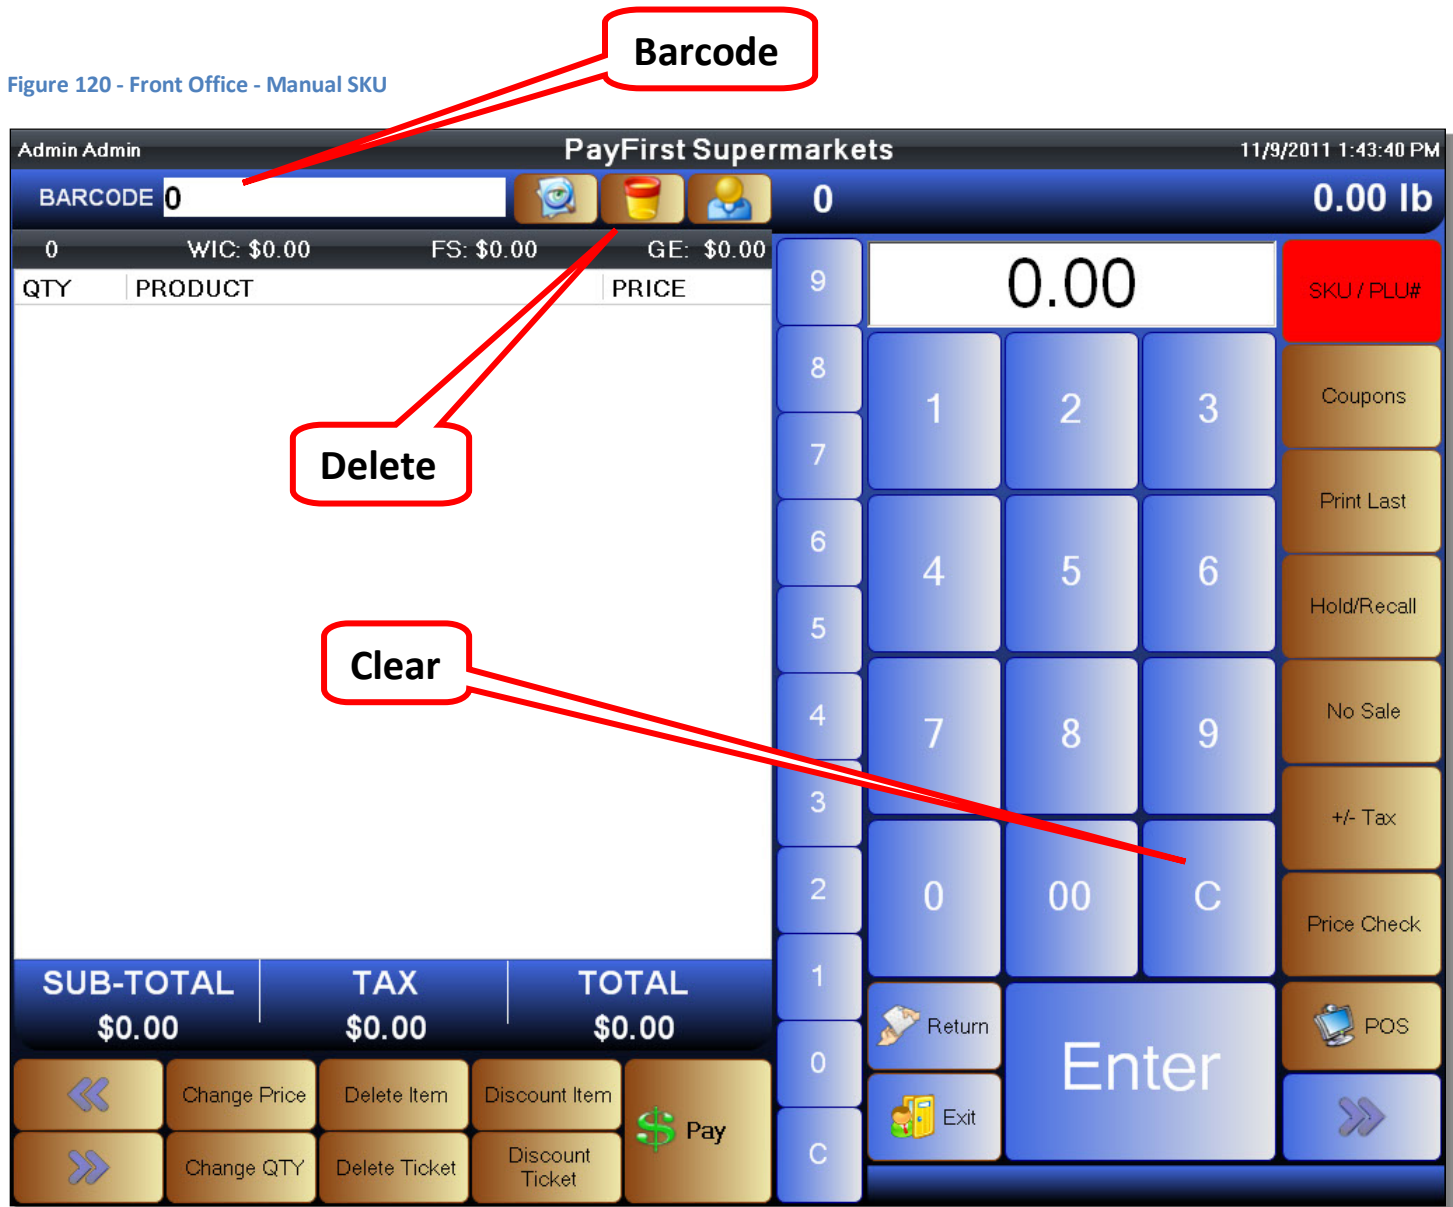 Barcode
Figure 120 - Front Office - Manual SKU
Admin Admin
PayFirst Supermarkets
11/9/2011 1:43:40 PM
BARCODE 0
0
0.00 lb
0 WIC: $0.00 FS: $0.00 GE: $0.00
QTY PRODUCT PRICE
Delete
Clear
SUB-TOTAL TAX TOTAL
$0.00 $0.00 $0.00
Change Price
Delete Item
Discount Item
Pay
Change QTY
Delete Ticket
Discount
Ticket
9
8
7
6
5
4
3
2
1
0
C
0.00
1 2 3
4 5 6
7 8 9
0 00 C
Return
Enter
Exit
SKU / PLU#
Coupons
Print Last
Hold/Recall
No Sale
+/- Tax
Price Check
POS